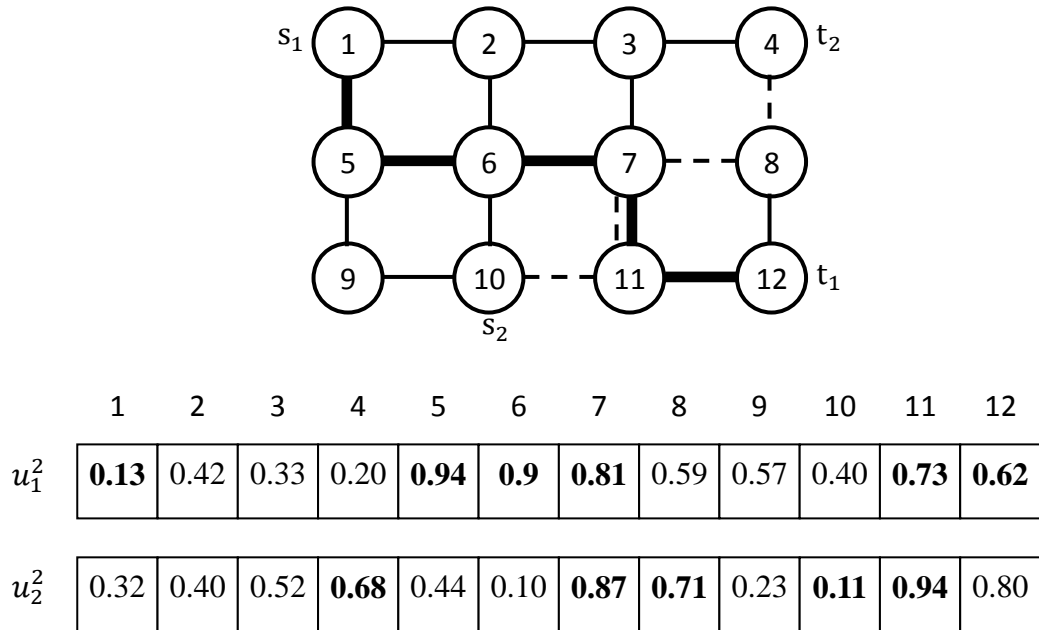 s₁ 1 2 3 4 t₂
5 6 7 8
9 10 11 12 t₁
s₂
1 2 3 4 5 6 7 8 9 10 11 12
u₁² 0.13 0.42 0.33 0.20 0.94 0.9 0.81 0.59 0.57 0.40 0.73 0.62
u₂² 0.32 0.40 0.52 0.68 0.44 0.10 0.87 0.71 0.23 0.11 0.94 0.80